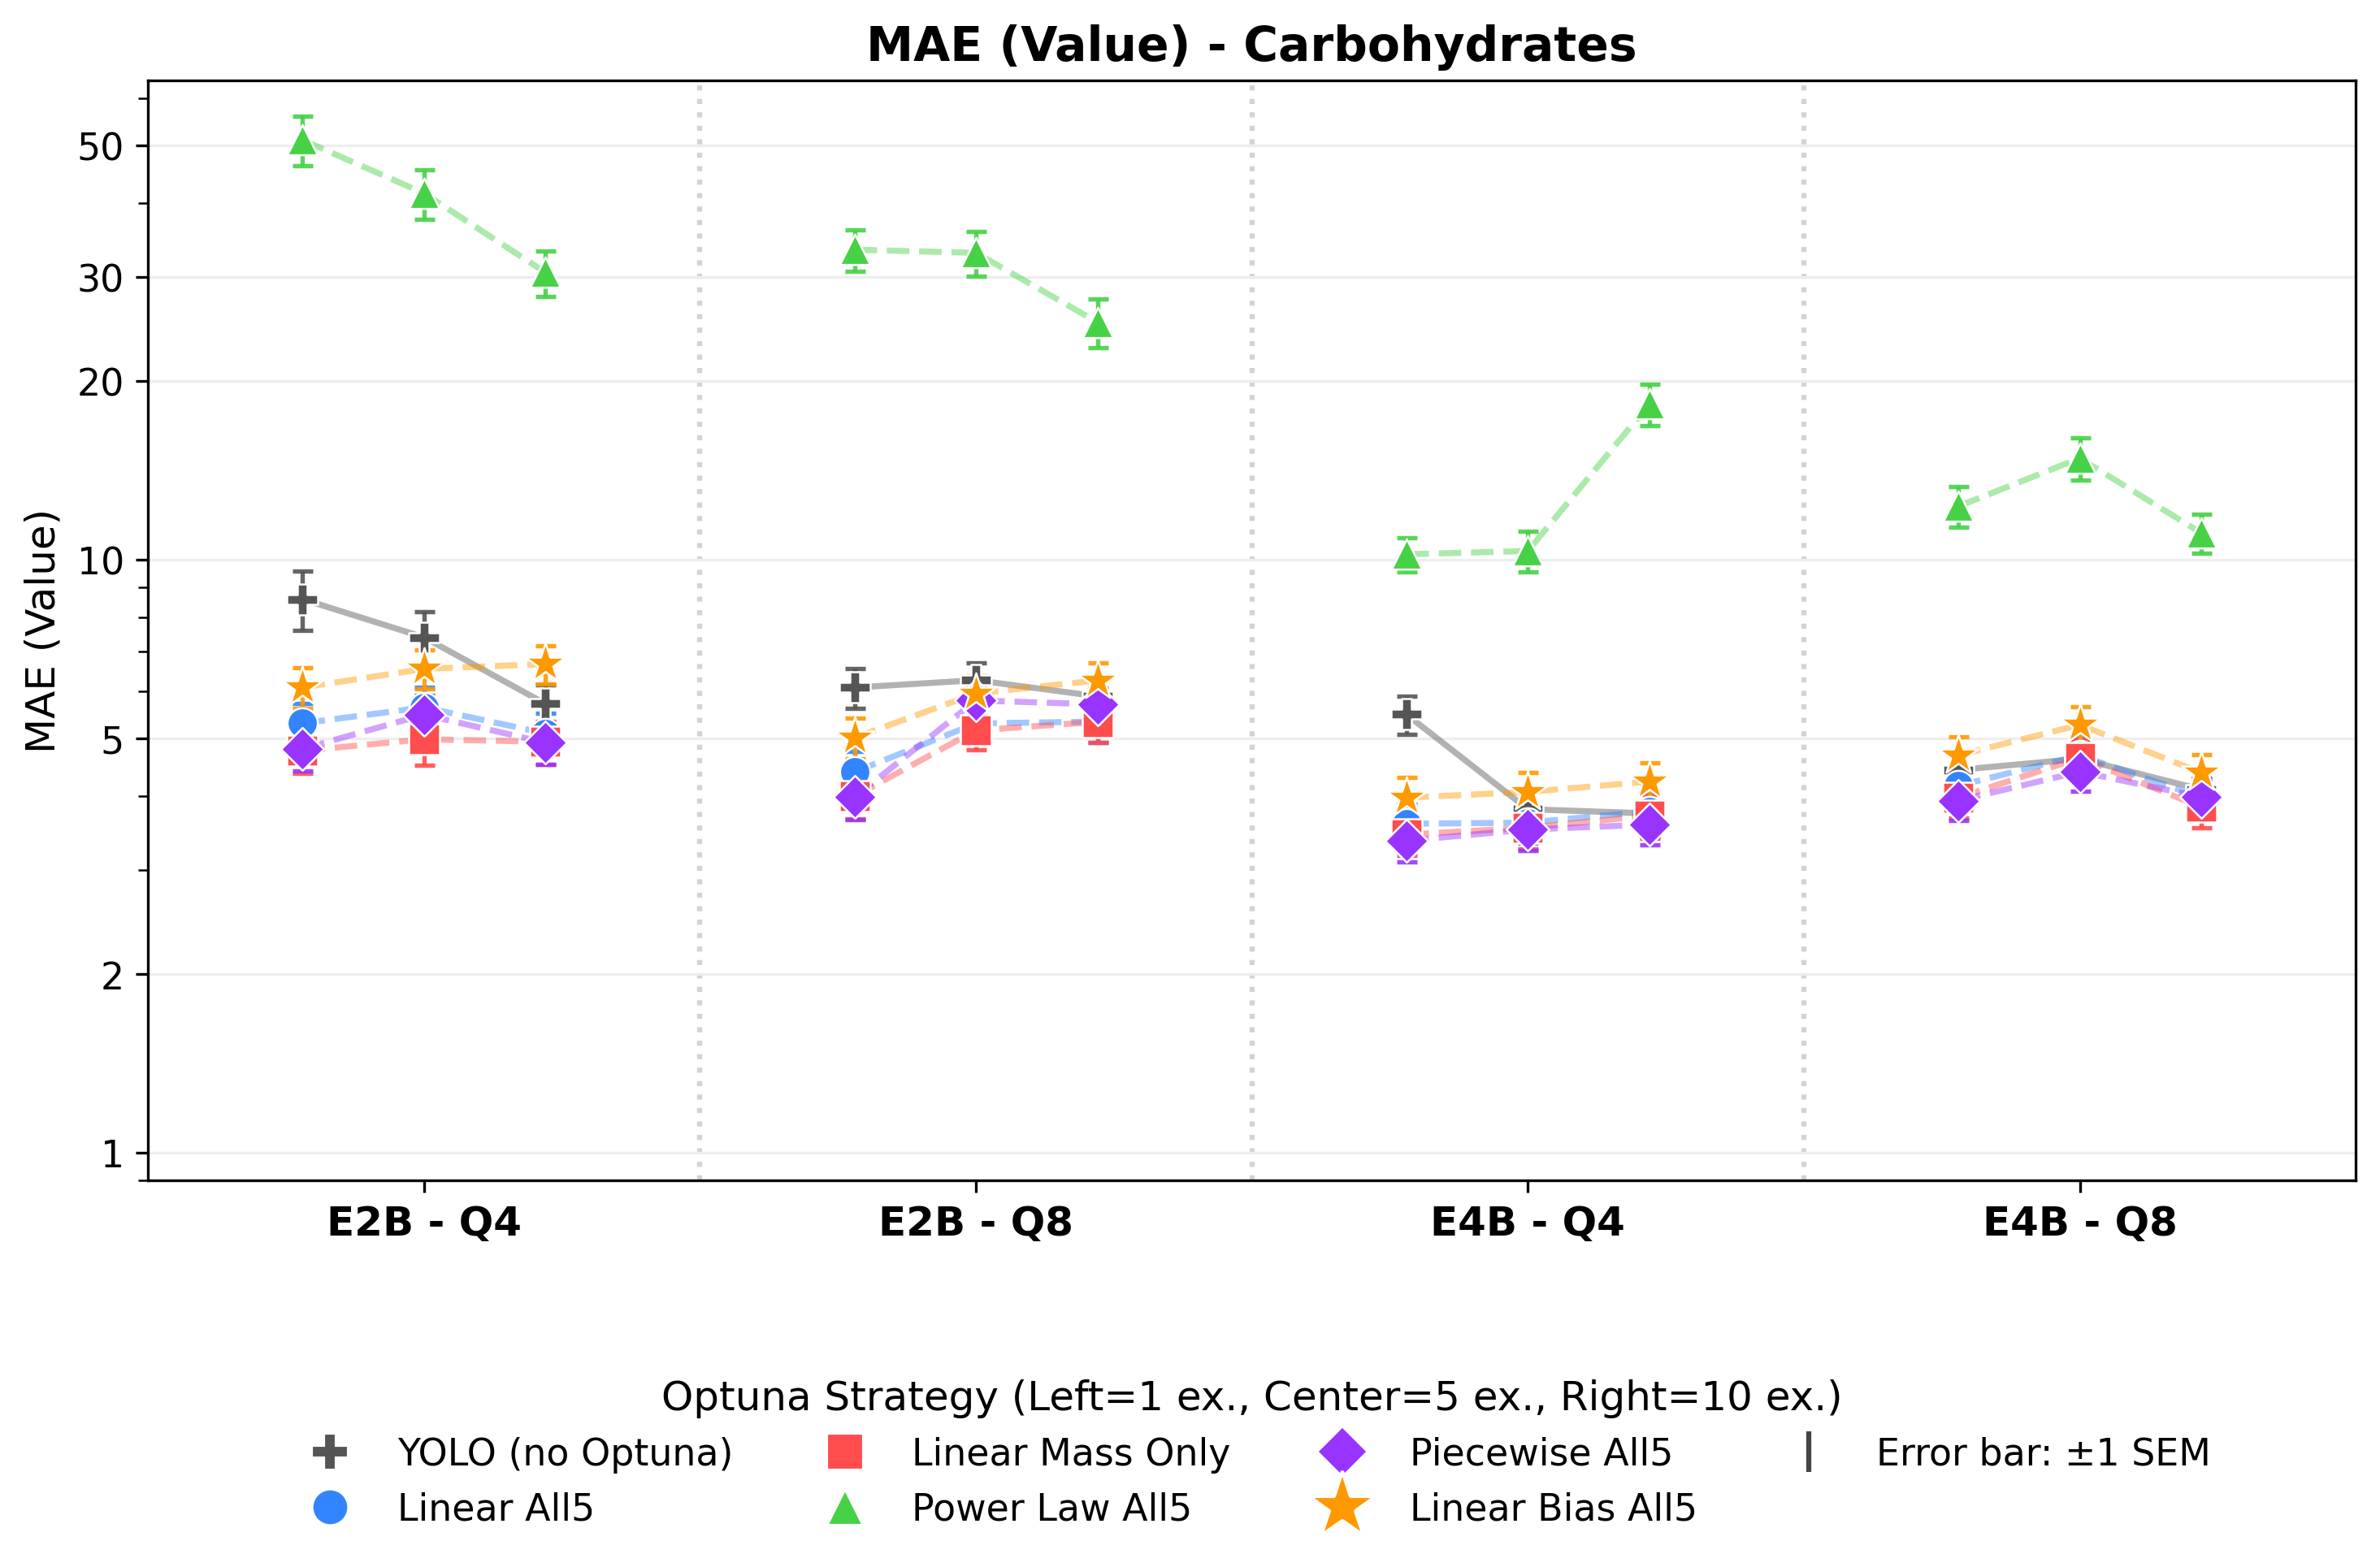 MAE (Value) - Carbohydrates
MAE (Value)
50
30
20
10
5
2
1
E2B - Q4
E2B - Q8
E4B - Q4
E4B - Q8
Optuna Strategy (Left=1 ex., Center=5 ex., Right=10 ex.)
YOLO (no Optuna)
Linear All5
Linear Mass Only
Power Law All5
Piecewise All5
Linear Bias All5
Error bar: ±1 SEM